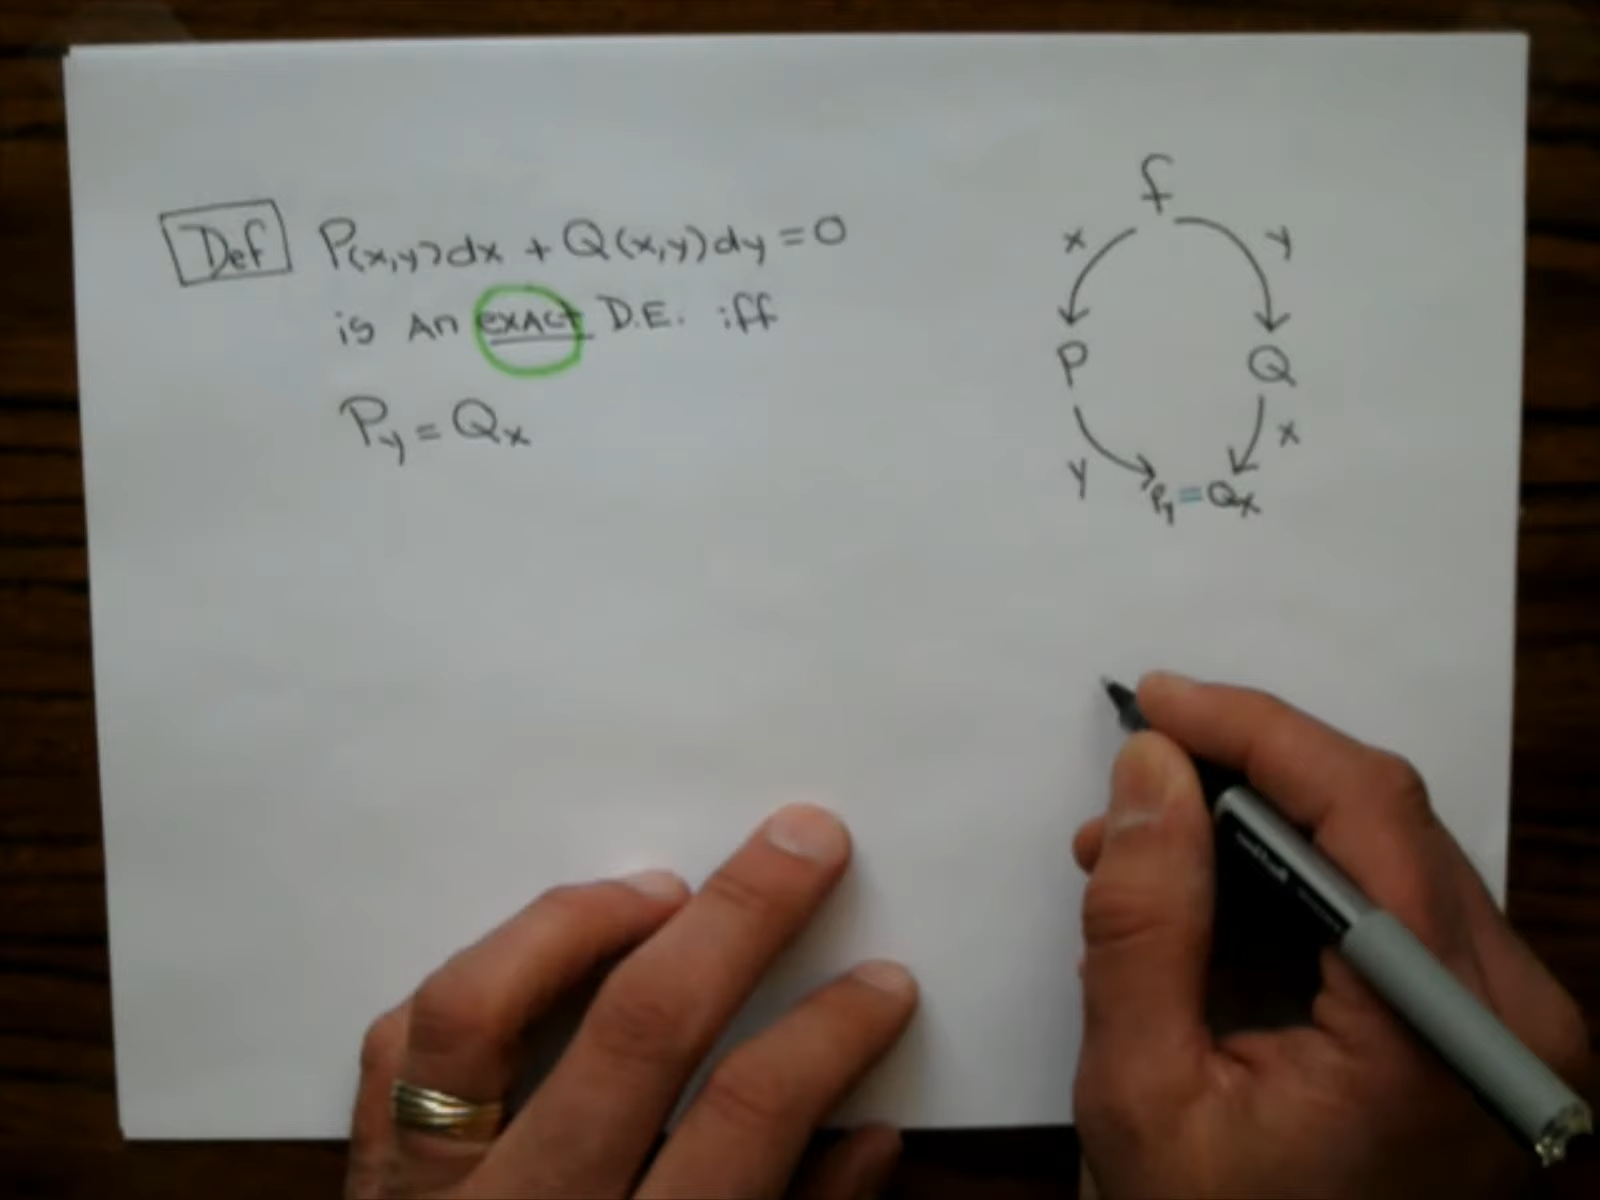 Def P(x,y)dx + Q(x,y)dy = 0
is An exAct D.E. iff
Py = Qx
f
x y
P Q
y x
Py = Qx